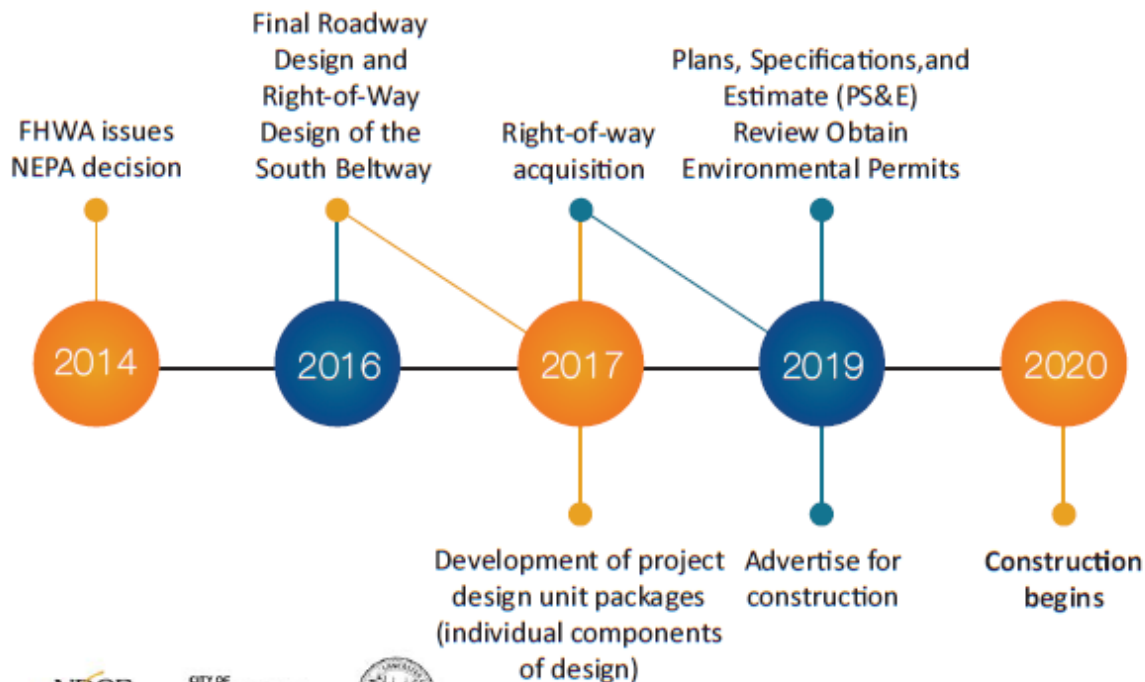 FHWA issues
NEPA decision
Final Roadway
Design and
Right-of-Way
Design of the
South Beltway
Right-of-way
acquisition
Plans, Specifications,and
Estimate (PS&E)
Review Obtain
Environmental Permits
2014
2016
2017
2019
2020
Development of project
design unit packages
(individual components
of design)
Advertise for
construction
Construction
begins
CITY OF